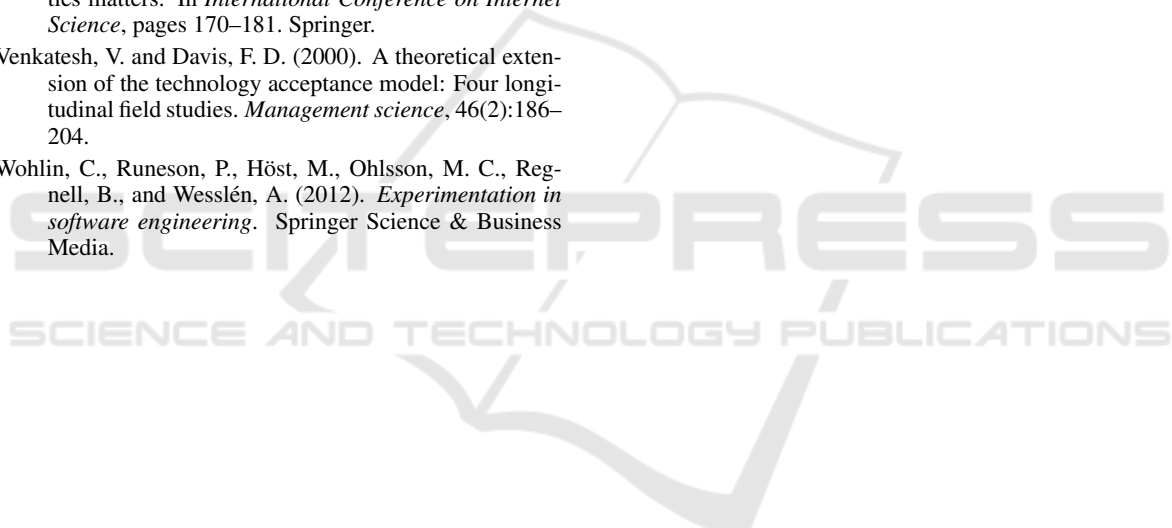 tics matters. In International Conference on Internet
Science, pages 170–181. Springer.
Venkatesh, V. and Davis, F. D. (2000). A theoretical exten-
sion of the technology acceptance model: Four longi-
tudinal field studies. Management science, 46(2):186–
204.
Wohlin, C., Runeson, P., Höst, M., Ohlsson, M. C., Reg-
nell, B., and Wesslén, A. (2012). Experimentation in
software engineering. Springer Science & Business
Media.
SCITEPRESS
SCIENCE AND TECHNOLOGY PUBLICATIONS